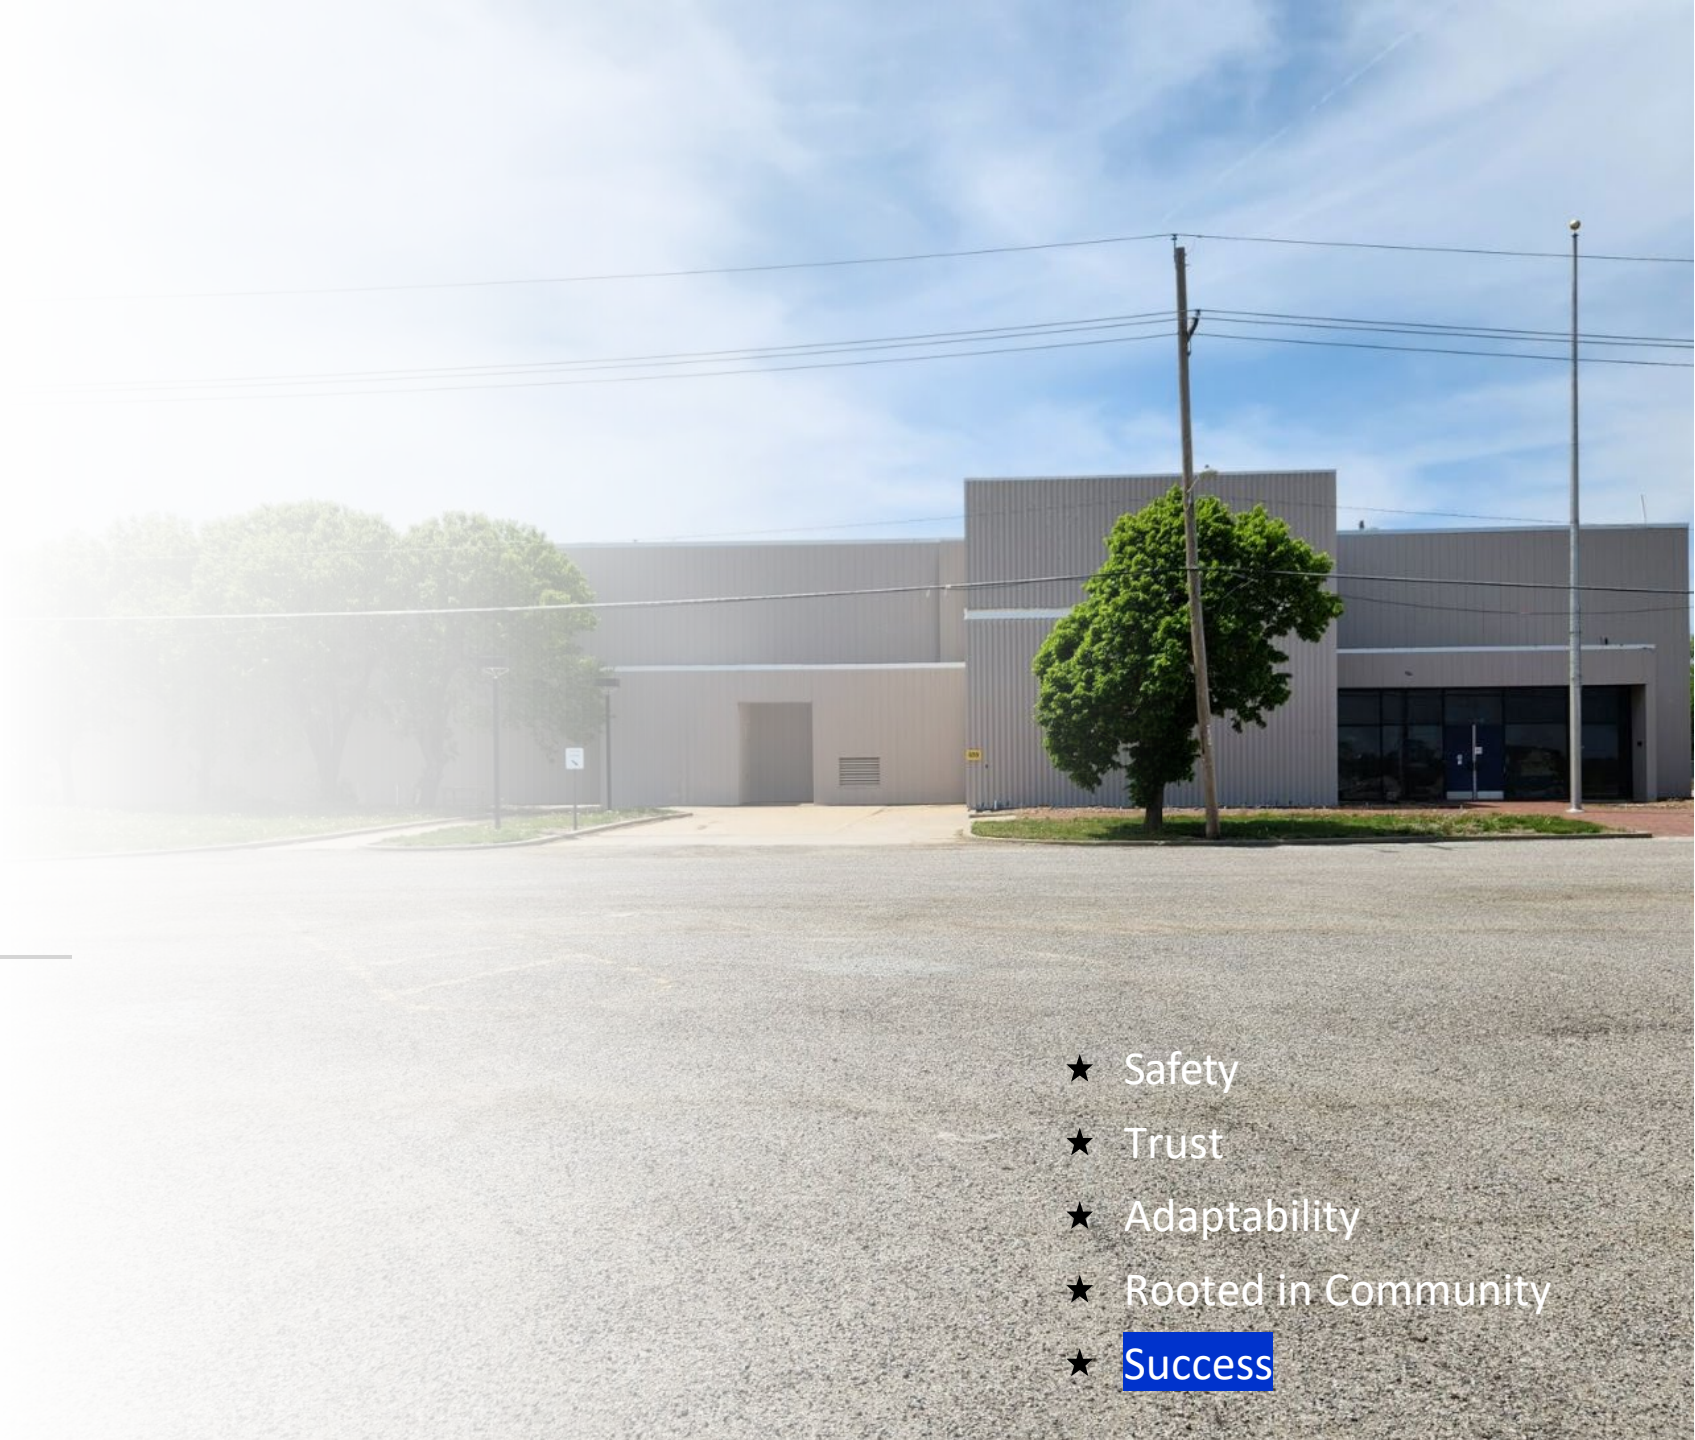 ★ Safety
★ Trust
★ Adaptability
★ Rooted in Community
★ Success